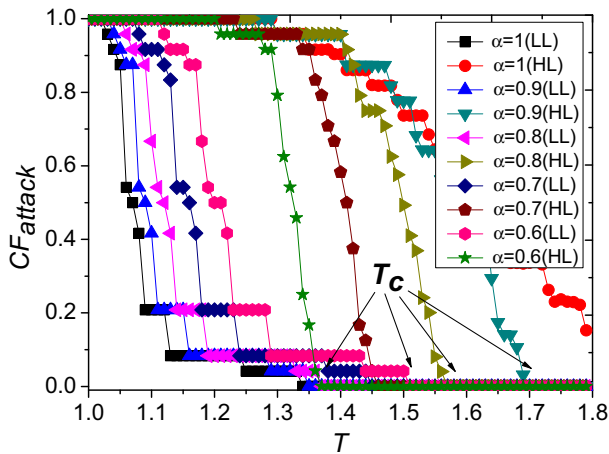 1.0
0.8
0.6
0.4
0.2
0.0
CFattack
α=1(LL)
α=1(HL)
α=0.9(LL)
α=0.9(HL)
α=0.8(LL)
α=0.8(HL)
α=0.7(LL)
α=0.7(HL)
α=0.6(LL)
α=0.6(HL)
Tc
1.0 1.1 1.2 1.3 1.4 1.5 1.6 1.7 1.8
T